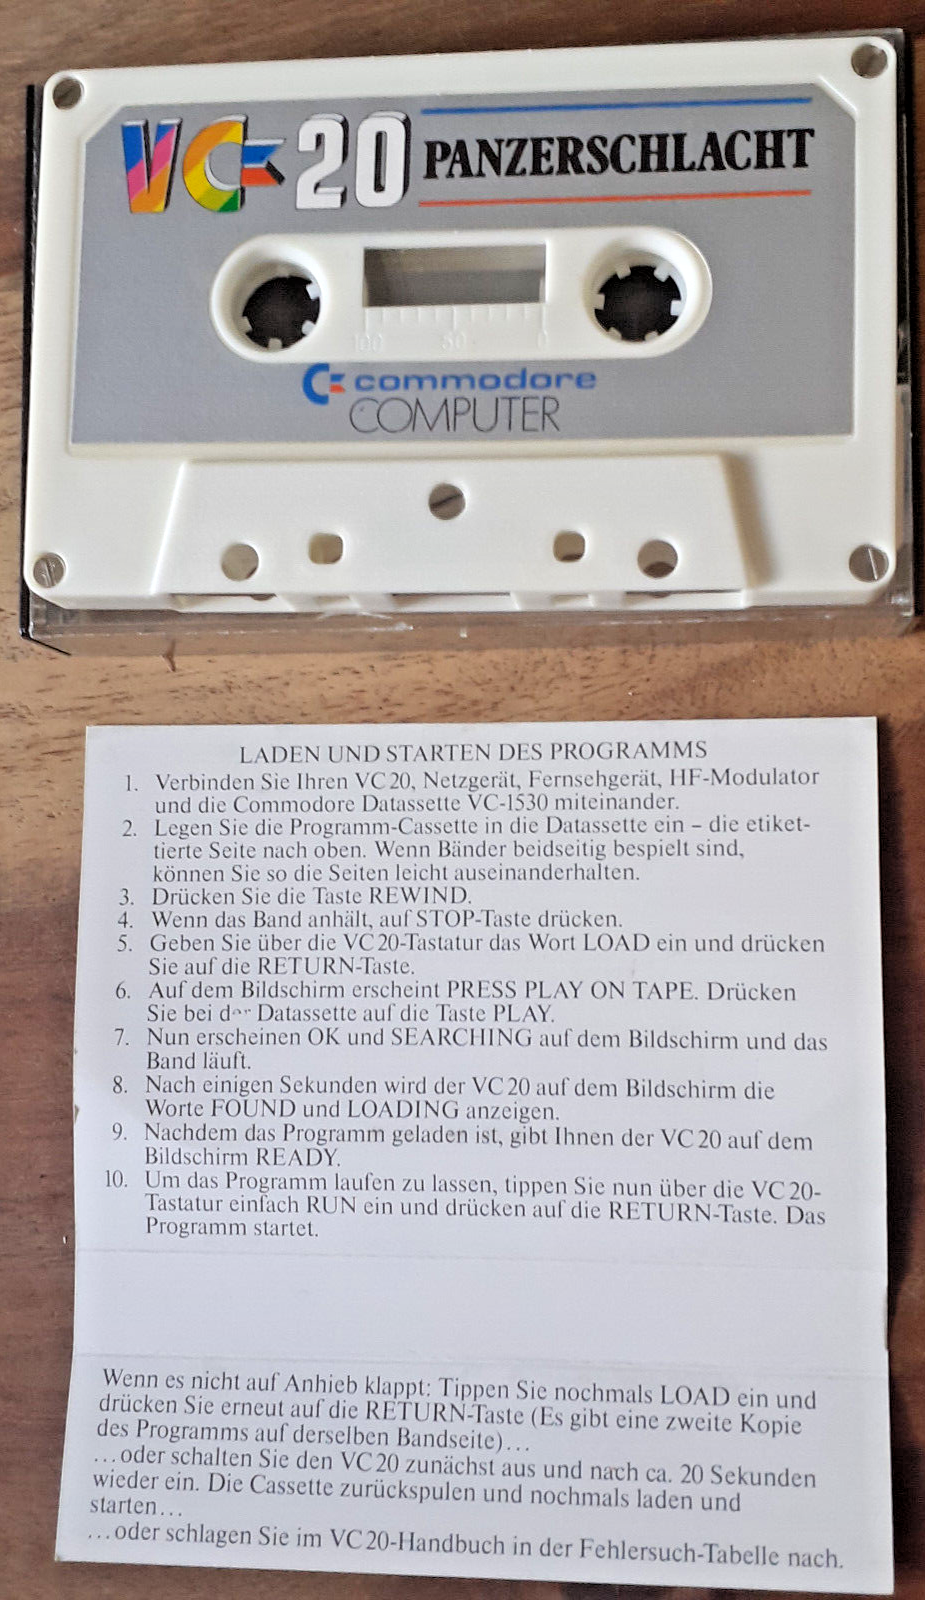 VC-20 PANZERSCHLACHT
100 50 0
commodore
COMPUTER
LADEN UND STARTEN DES PROGRAMMS
1. Verbinden Sie Ihren VC 20, Netzgerät, Fernsehgerät, HF-Modulator
und die Commodore Datassette VC-1530 miteinander.
2. Legen Sie die Programm-Cassette in die Datassette ein – die etiket-
tierte Seite nach oben. Wenn Bänder beidseitig bespielt sind,
können Sie so die Seiten leicht auseinanderhalten.
3. Drücken Sie die Taste REWIND.
4. Wenn das Band anhält, auf STOP-Taste drücken.
5. Geben Sie über die VC 20-Tastatur das Wort LOAD ein und drücken
Sie auf die RETURN-Taste.
6. Auf dem Bildschirm erscheint PRESS PLAY ON TAPE. Drücken
Sie bei der Datassette auf die Taste PLAY.
7. Nun erscheinen OK und SEARCHING auf dem Bildschirm und das
Band läuft.
8. Nach einigen Sekunden wird der VC 20 auf dem Bildschirm die
Worte FOUND und LOADING anzeigen.
9. Nachdem das Programm geladen ist, gibt Ihnen der VC 20 auf dem
Bildschirm READY.
10. Um das Programm laufen zu lassen, tippen Sie nun über die VC 20-
Tastatur einfach RUN ein und drücken auf die RETURN-Taste. Das
Programm startet.
Wenn es nicht auf Anhieb klappt: Tippen Sie nochmals LOAD ein und
drücken Sie erneut auf die RETURN-Taste (Es gibt eine zweite Kopie
des Programms auf derselben Bandseite)...
...oder schalten Sie den VC 20 zunächst aus und nach ca. 20 Sekunden
wieder ein. Die Cassette zurückspulen und nochmals laden und
starten...
...oder schlagen Sie im VC 20-Handbuch in der Fehlersuch-Tabelle nach.